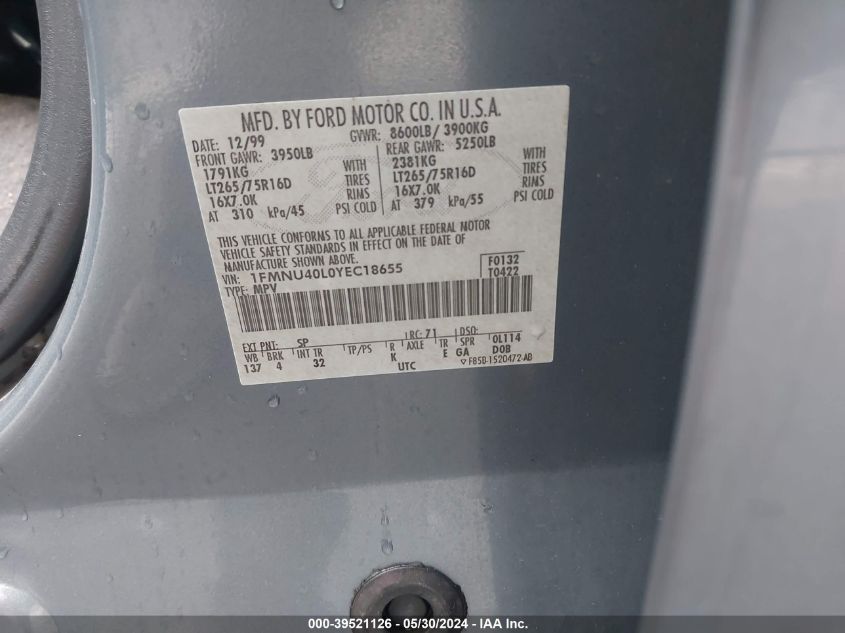 MFD. BY FORD MOTOR CO. IN U.S.A.
DATE: 12/99 GVWR: 8600LB/ 3900KG
FRONT GAWR: 3950LB REAR GAWR: 5250LB
1791KG WITH 2381KG WITH
LT265/75R16D TIRES LT265/75R16D TIRES
16X7.0K RIMS 16X7.0K RIMS
AT 310 kPa/45 PSI COLD AT 379 kPa/55 PSI COLD
THIS VEHICLE CONFORMS TO ALL APPLICABLE FEDERAL MOTOR
VEHICLE SAFETY STANDARDS IN EFFECT ON THE DATE OF
MANUFACTURE SHOWN ABOVE.
VIN: 1FMNU40L0YEC18655 F0132
TYPE: MPV T0422
EXT PNT: SP RC: 71 DSO:
WB BRK INT TR TP/PS R AXLE TR SPR 0L114
137 4 32 K E GA DOB
UTC ▽ F85B-1520472-AB
000-39521126 - 05/30/2024 - IAA Inc.